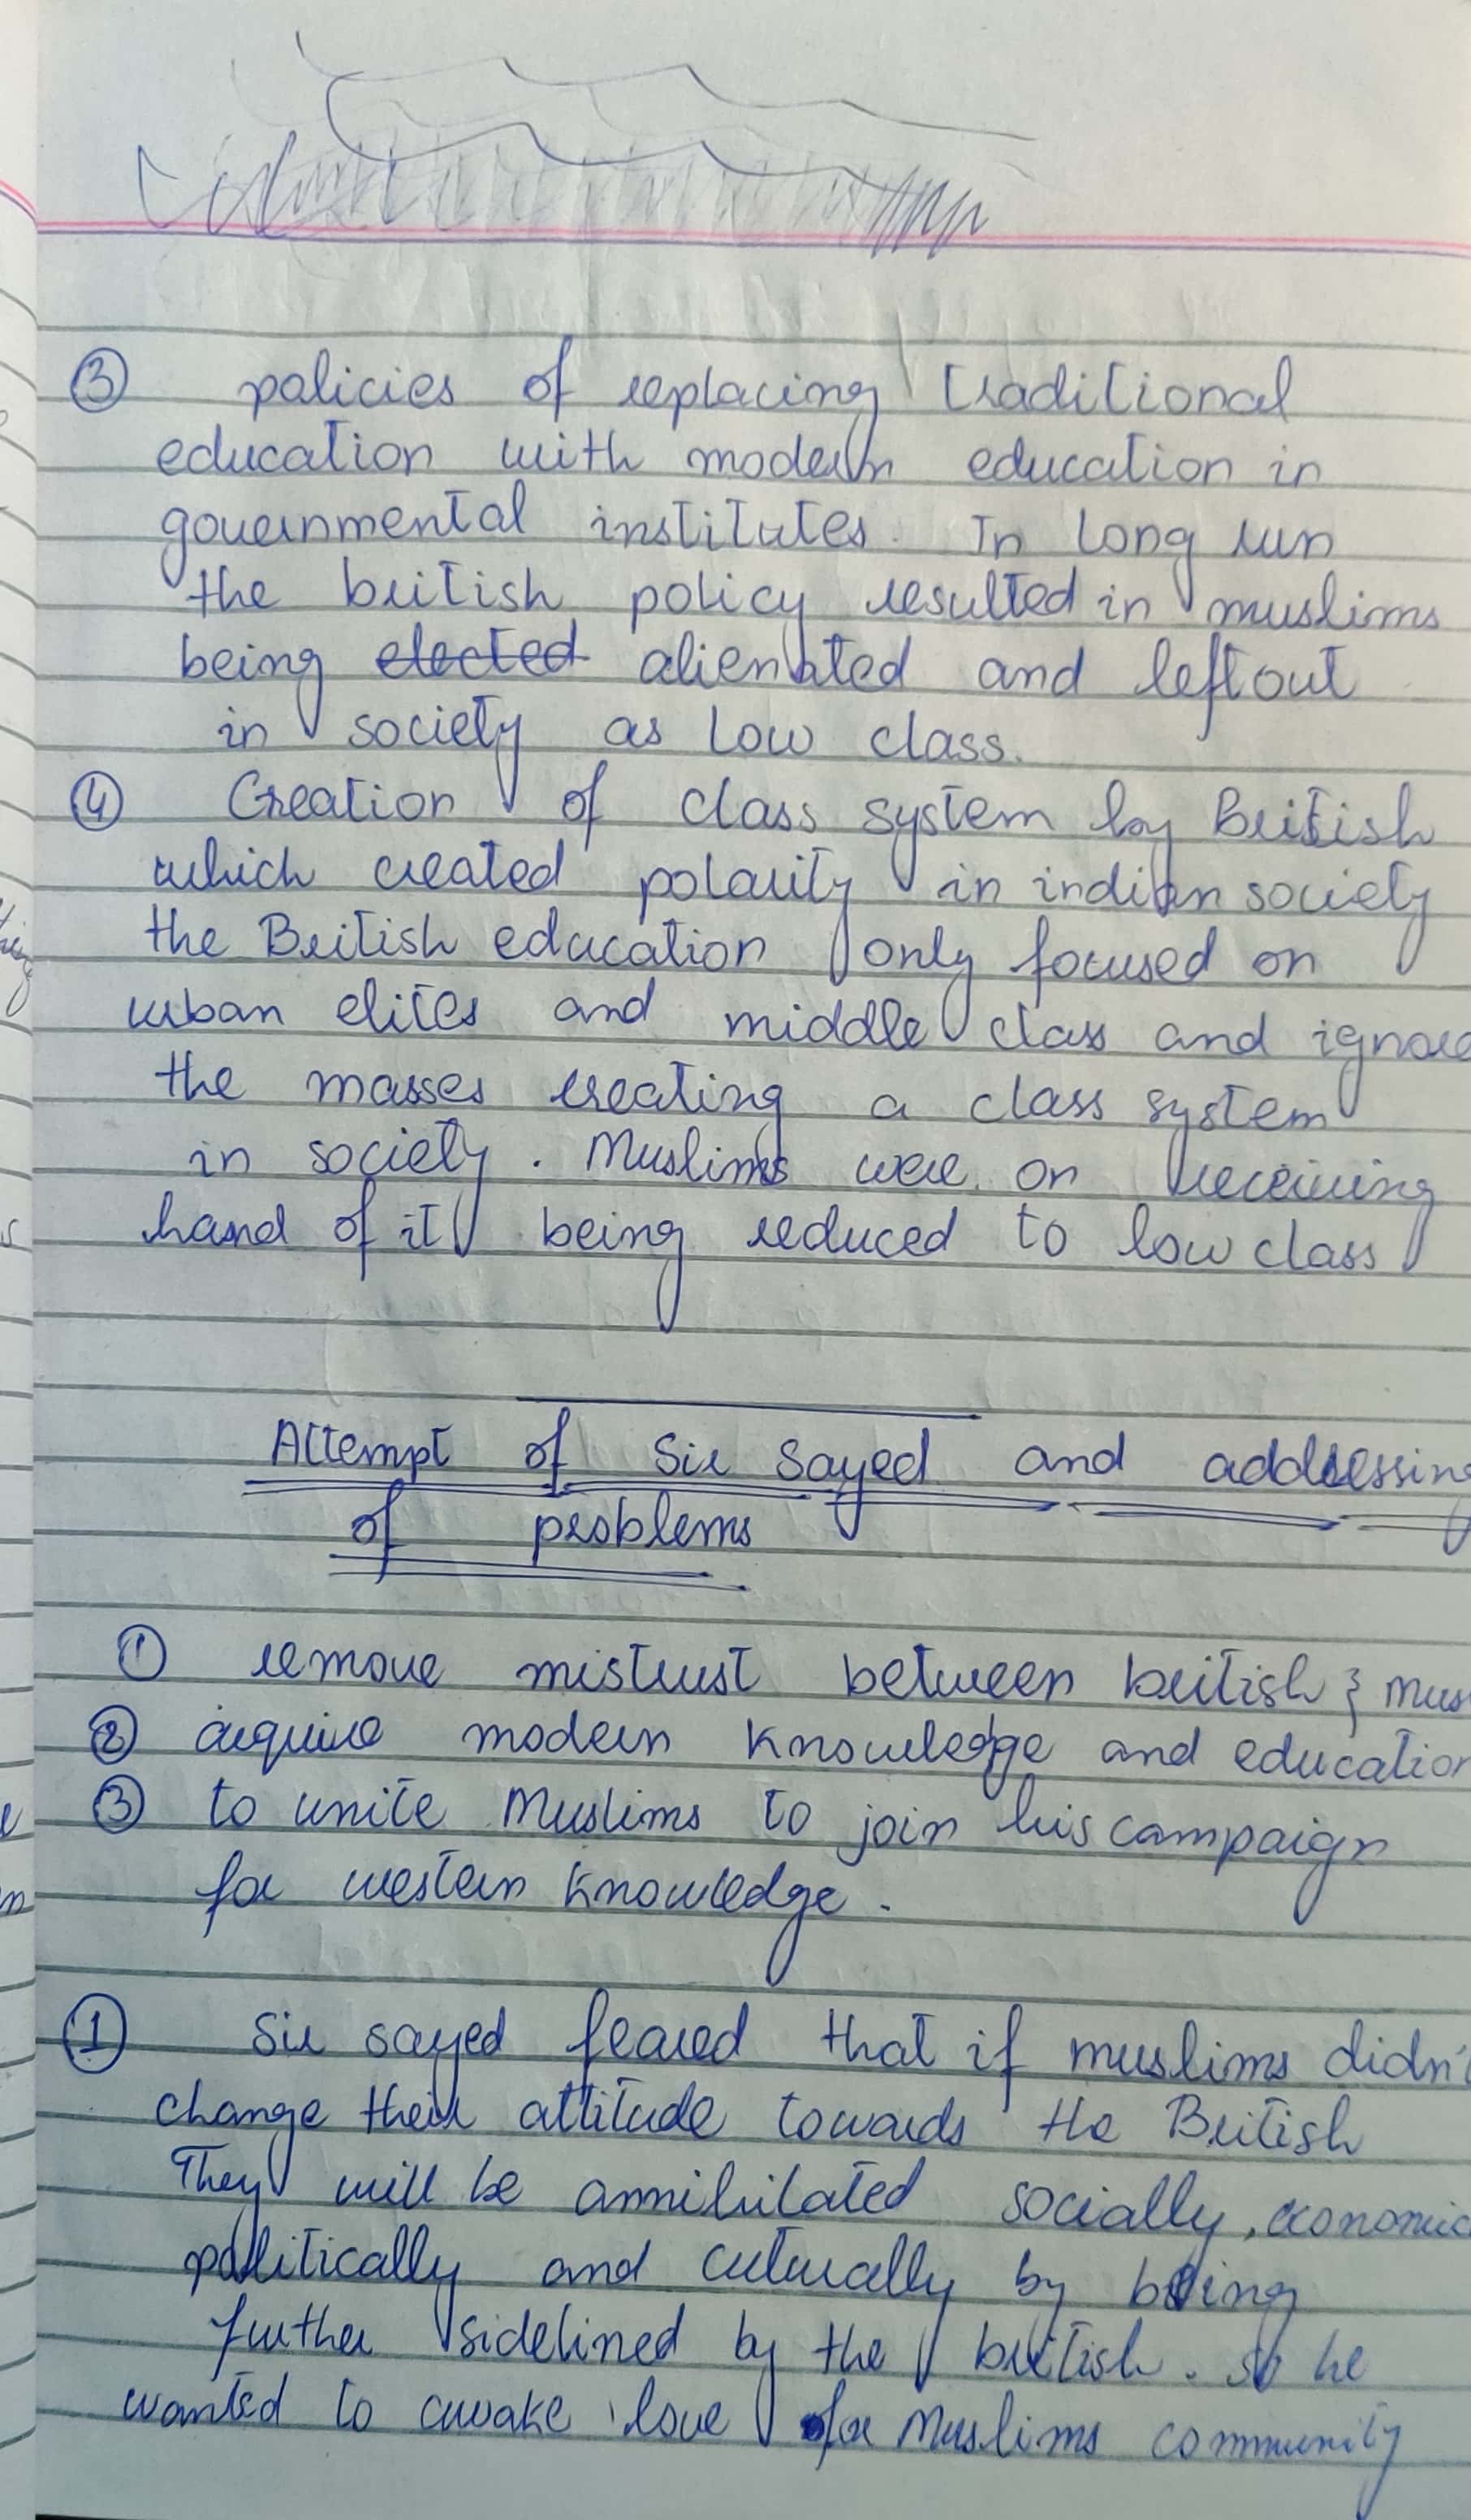 ③ policies of replacing traditional
education with modern education in
governmental institutes. In long run
the british policy resulted in muslims
being elected alienated and left out
in society as low class.
④ Creation of class system by British
which created polarity in indian society
the British education only focused on
urban elites and middle class and ignore
the masses creating a class system
in society. Muslims were on receiving
hand of it being reduced to low class
Attempt of Sir Sayed and addressing
of problems
① remove mistrust between british & mus
② acquire modern knowledge and education
③ to unite Muslims to join his campaign
for western knowledge.
① Sir sayed feared that if muslims didn't
change their attitude towards the British
They will be annihilated socially, economic
politically and culturally by being
further sidelined by the british. so he
wanted to awake love for Muslims community